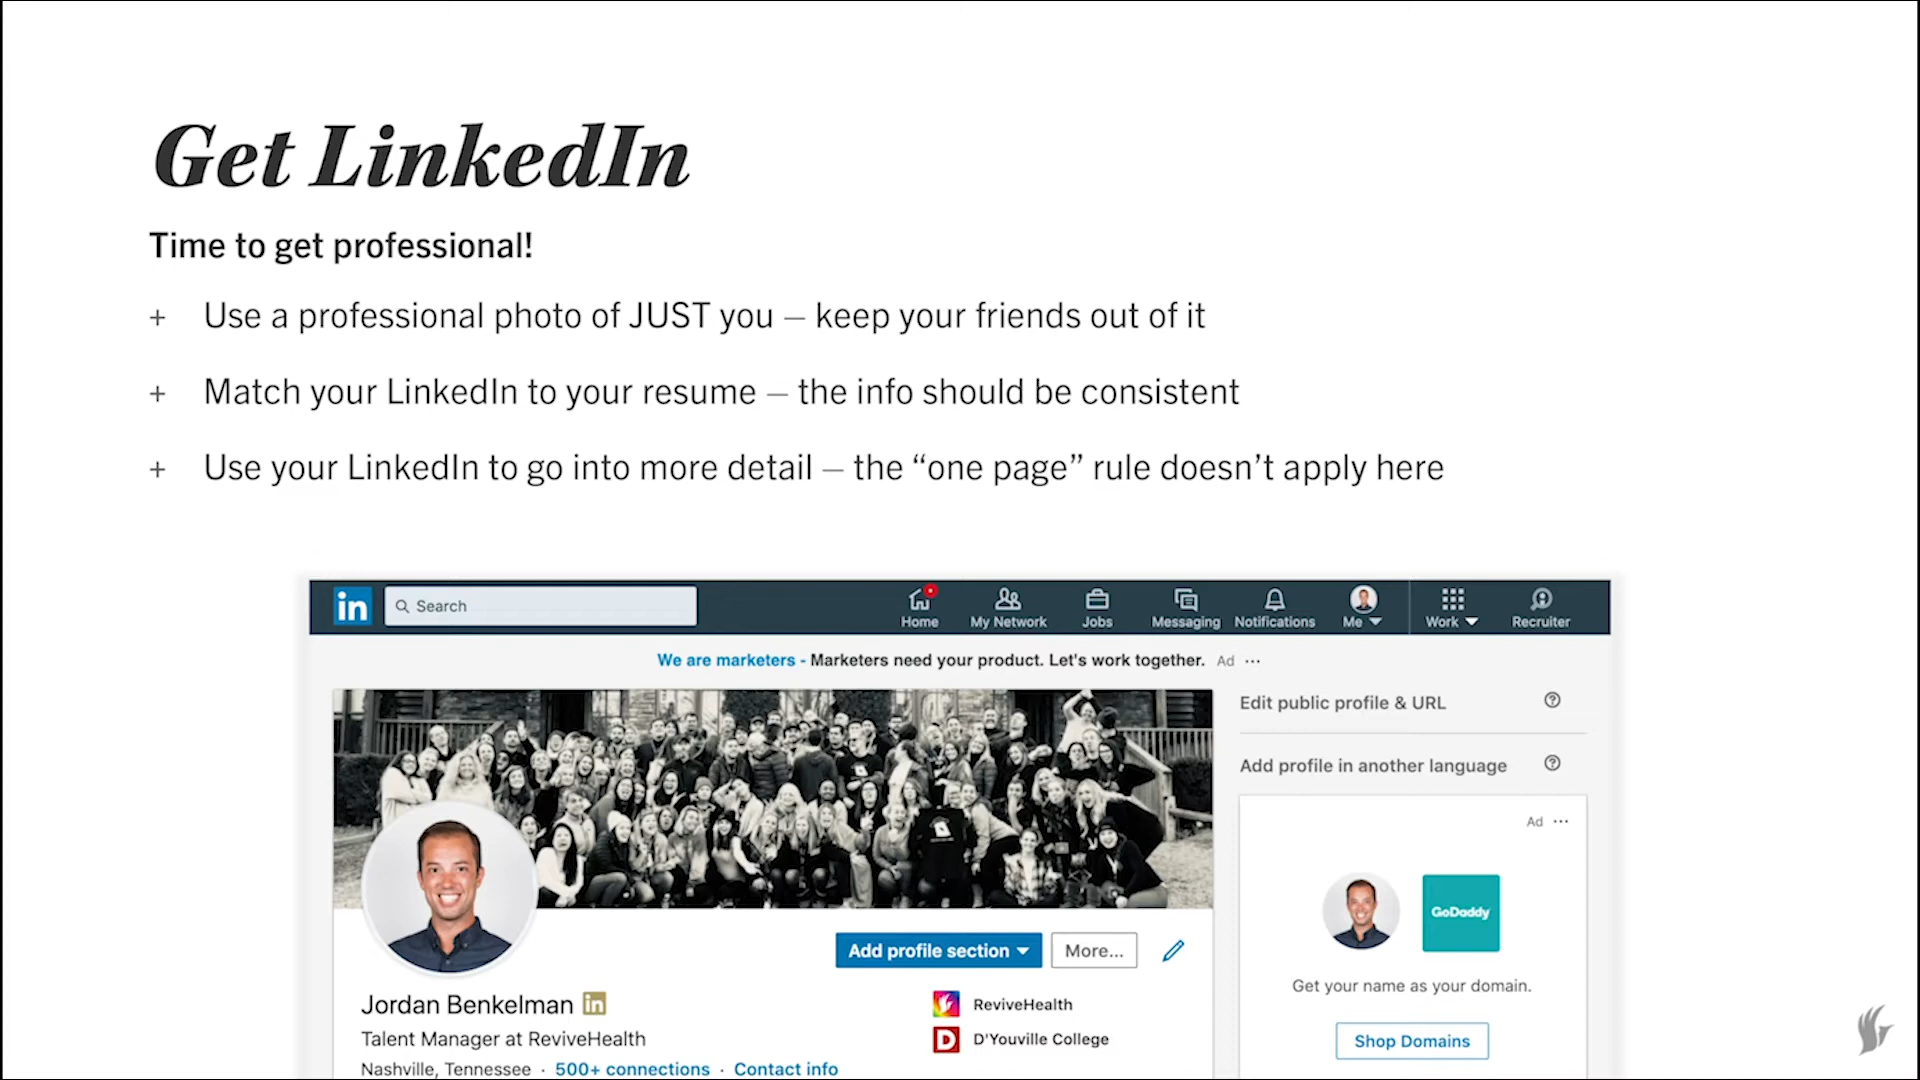 Get LinkedIn
Time to get professional!
+ Use a professional photo of JUST you – keep your friends out of it
+ Match your LinkedIn to your resume – the info should be consistent
+ Use your LinkedIn to go into more detail – the “one page” rule doesn’t apply here
in Search Home My Network Jobs Messaging Notifications Me Work Recruiter
We are marketers - Marketers need your product. Let's work together. Ad ...
Edit public profile & URL
Add profile in another language
Ad ...
GoDaddy
Get your name as your domain.
Shop Domains
Add profile section More...
Jordan Benkelman in
Talent Manager at ReviveHealth
Nashville, Tennessee · 500+ connections · Contact info
ReviveHealth
D D'Youville College